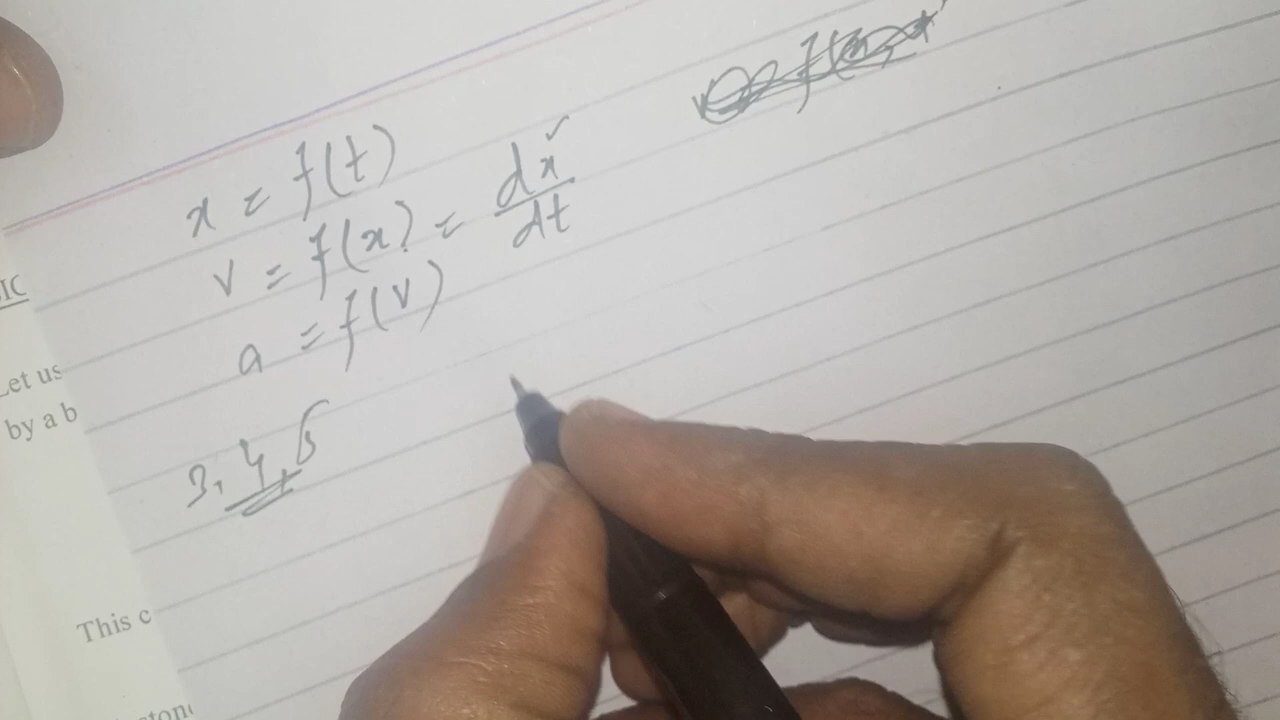 x = f(t)
v = f(x) = dx/dt
a = f(v)
3, 4, 5
IC
Let us
by a b
This c